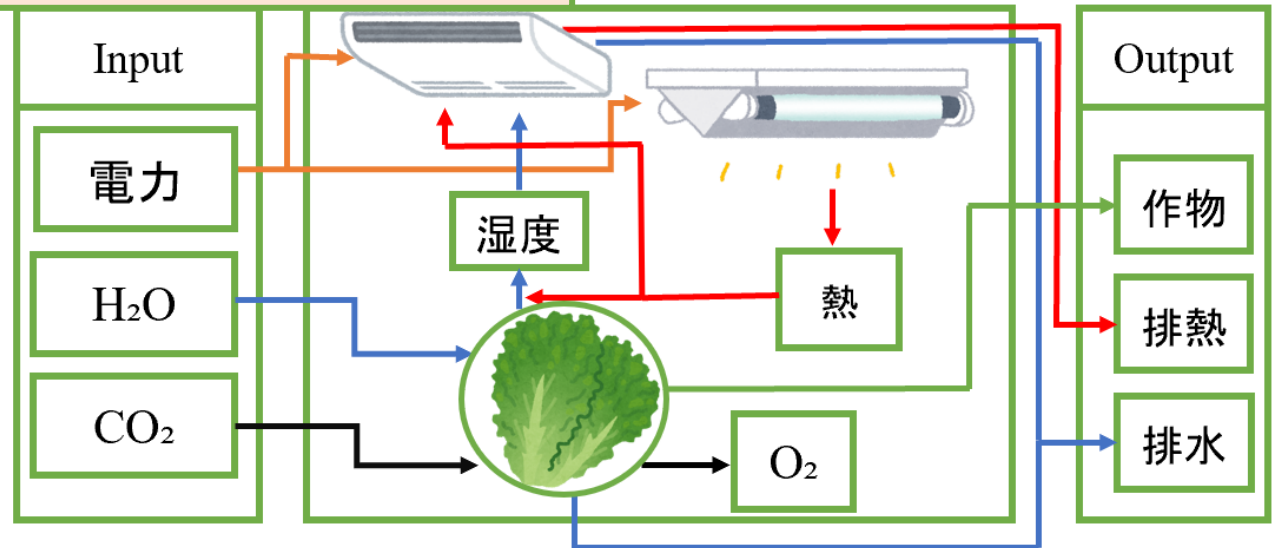 Input
電力
H₂O
CO₂
湿度
熱
O₂
Output
作物
排熱
排水